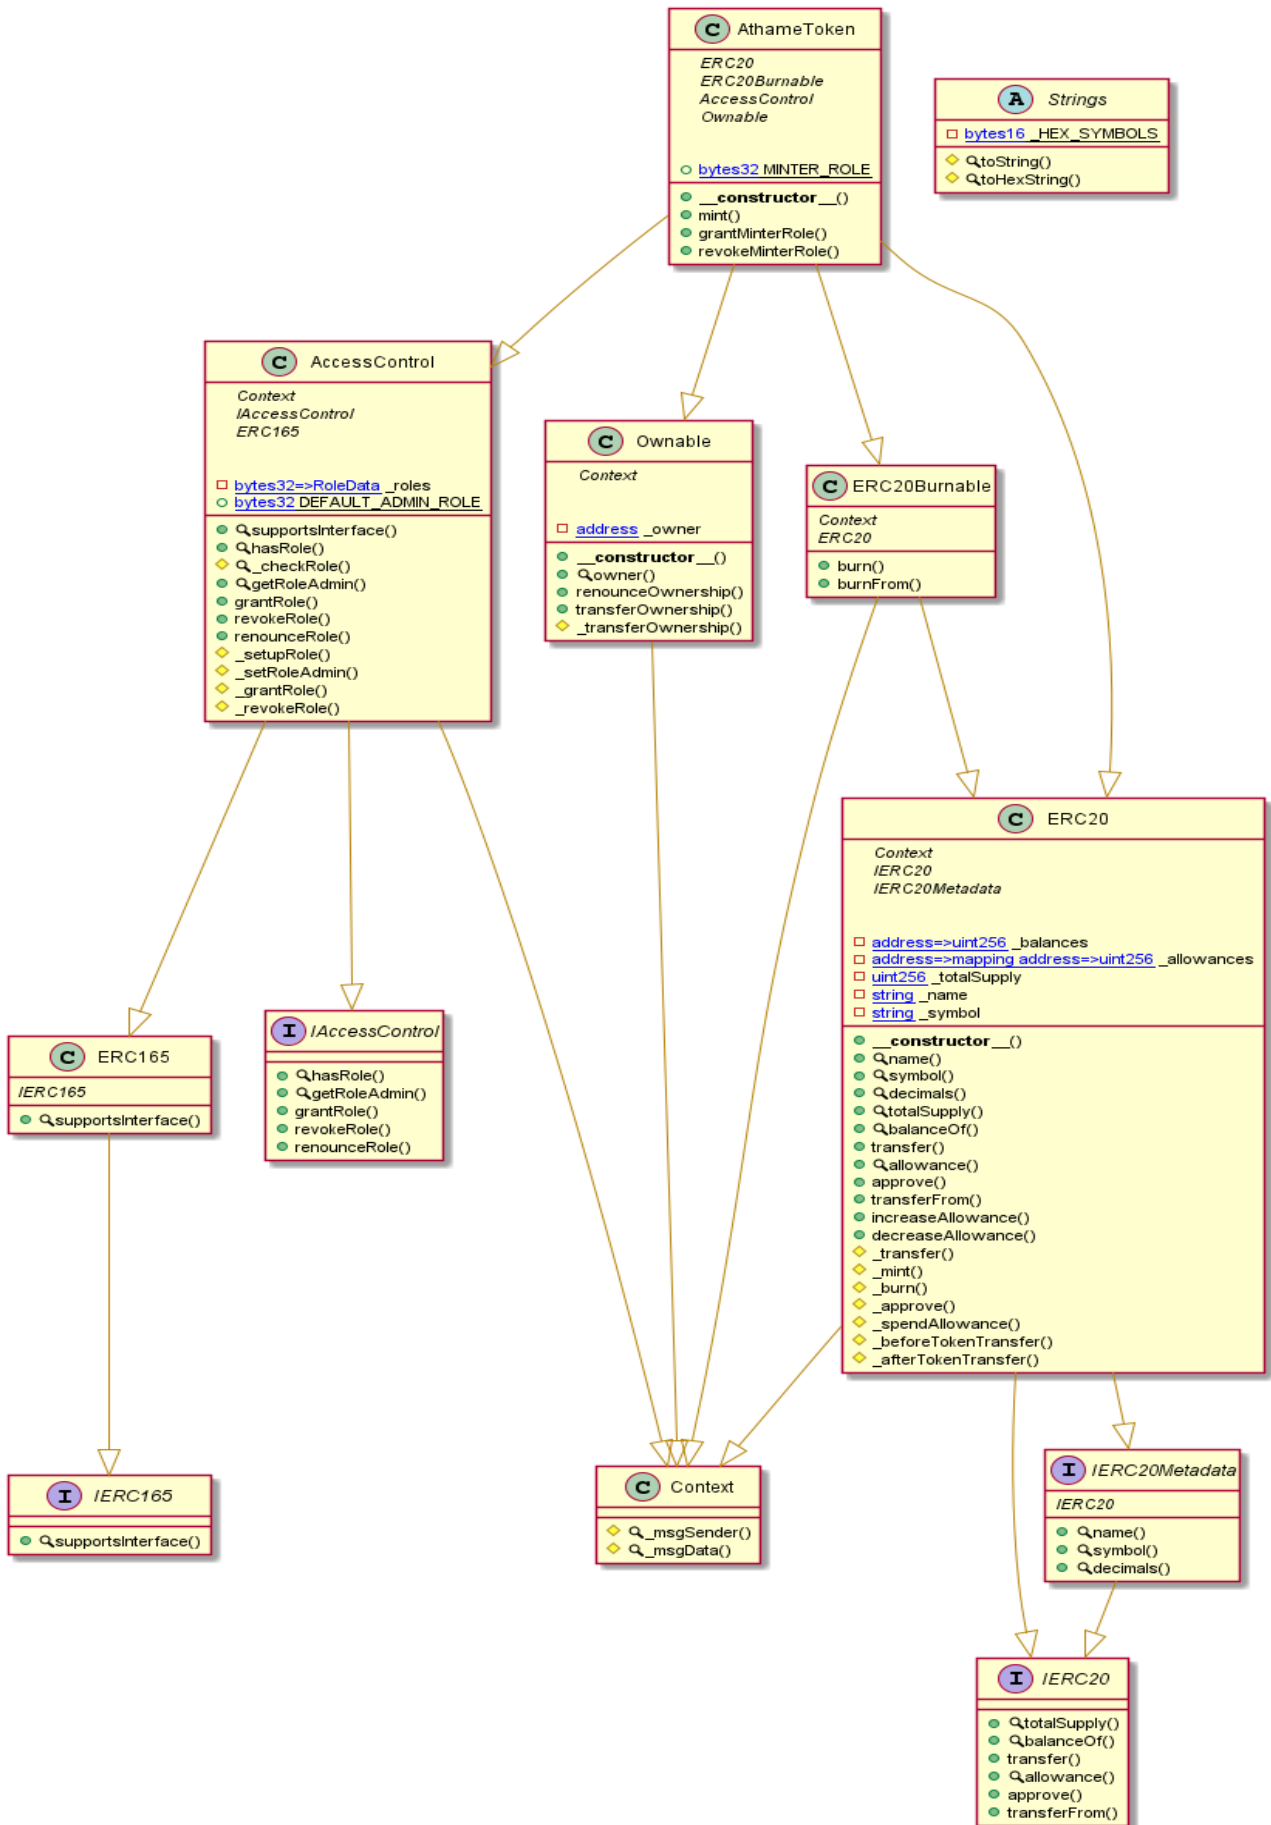 C AthameToken
ERC20
ERC20Burnable
AccessControl
Ownable
bytes32 MINTER_ROLE
__constructor__()
mint()
grantMinterRole()
revokeMinterRole()
A Strings
bytes16 _HEX_SYMBOLS
toString()
toHexString()
C AccessControl
Context
IAccessControl
ERC165
bytes32=>RoleData _roles
bytes32 DEFAULT_ADMIN_ROLE
supportsInterface()
hasRole()
_checkRole()
getRoleAdmin()
grantRole()
revokeRole()
renounceRole()
_setupRole()
_setRoleAdmin()
_grantRole()
_revokeRole()
C Ownable
Context
address _owner
__constructor__()
owner()
renounceOwnership()
transferOwnership()
_transferOwnership()
C ERC20Burnable
Context
ERC20
burn()
burnFrom()
C ERC20
Context
IERC20
IERC20Metadata
address=>uint256 _balances
address=>mapping address=>uint256 _allowances
uint256 _totalSupply
string _name
string _symbol
__constructor__()
name()
symbol()
decimals()
totalSupply()
balanceOf()
transfer()
allowance()
approve()
transferFrom()
increaseAllowance()
decreaseAllowance()
_transfer()
_mint()
_burn()
_approve()
_spendAllowance()
_beforeTokenTransfer()
_afterTokenTransfer()
C ERC165
IERC165
supportsInterface()
I IAccessControl
hasRole()
getRoleAdmin()
grantRole()
revokeRole()
renounceRole()
I IERC165
supportsInterface()
C Context
_msgSender()
_msgData()
I IERC20Metadata
IERC20
name()
symbol()
decimals()
I IERC20
totalSupply()
balanceOf()
transfer()
allowance()
approve()
transferFrom()